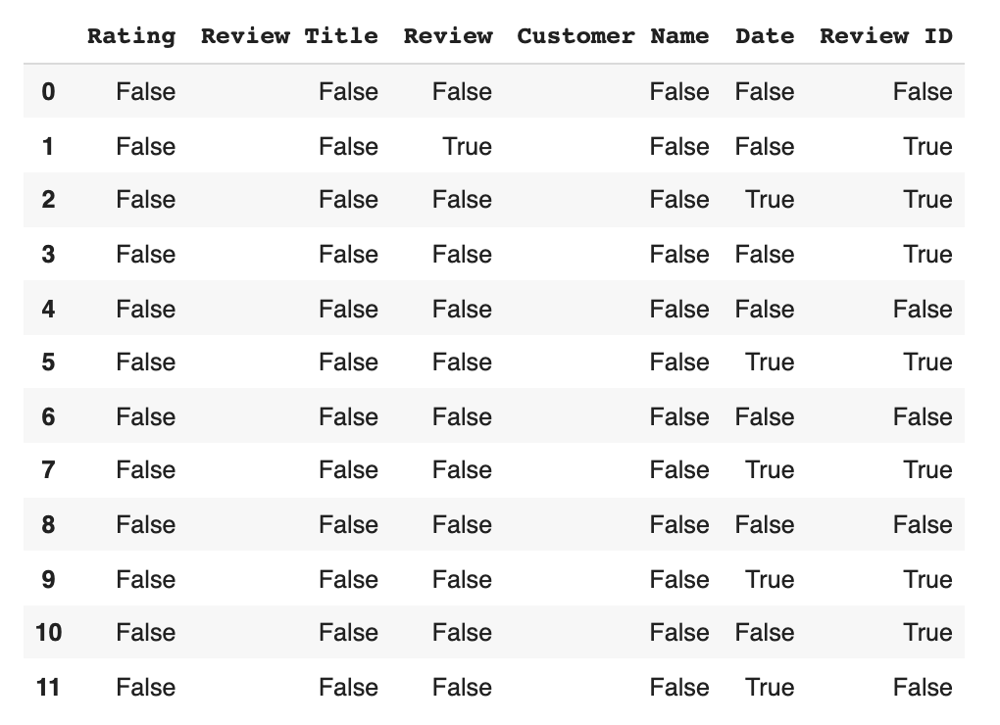 Rating Review Title Review Customer Name Date Review ID
0 False False False False False False
1 False False True False False True
2 False False False False True True
3 False False False False False True
4 False False False False False False
5 False False False False True True
6 False False False False False False
7 False False False False True True
8 False False False False False False
9 False False False False True True
10 False False False False False True
11 False False False False True False